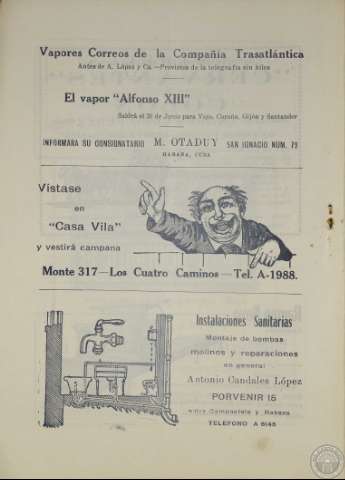 Vapores Correos de la Compañía Trasatlántica
Antes de A. López y Ca.—Provistos de la telegrafía sin hilos
El vapor "Alfonso XIII"
Saldrá el 20 de Junio para Vigo, Coruña, Gijón y Santander
INFORMARA SU CONSIGNATARIO M. OTADUY SAN IGNACIO NUM. 72
HABANA, CUBA
Vístase
en
"Casa Vila"
y vestirá campana
Monte 317—Los Cuatro Caminos—Tel. A-1988.
Instalaciones Sanitarias
Montaje de bombas
molinos y reparaciones
en general
Antonio Candales López
PORVENIR 15
entre Compostela y Habana
TELEFONO A 6145